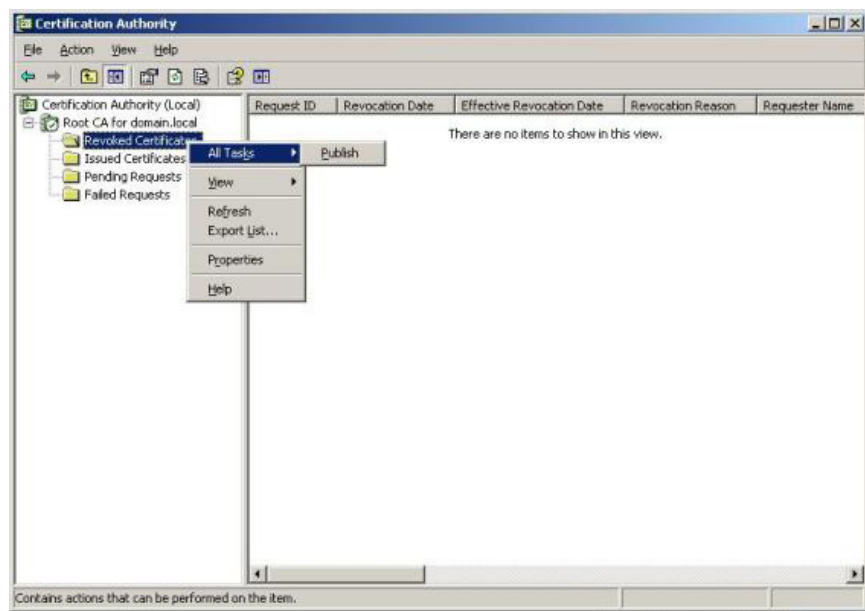 Certification Authority
File Action View Help
Certification Authority (Local)
Root CA for domain.local
Revoked Certificates
Issued Certificates
Pending Requests
Failed Requests
Request ID Revocation Date Effective Revocation Date Revocation Reason Requester Name
There are no items to show in this view.
All Tasks
Publish
View
Refresh
Export List...
Properties
Help
Contains actions that can be performed on the item.